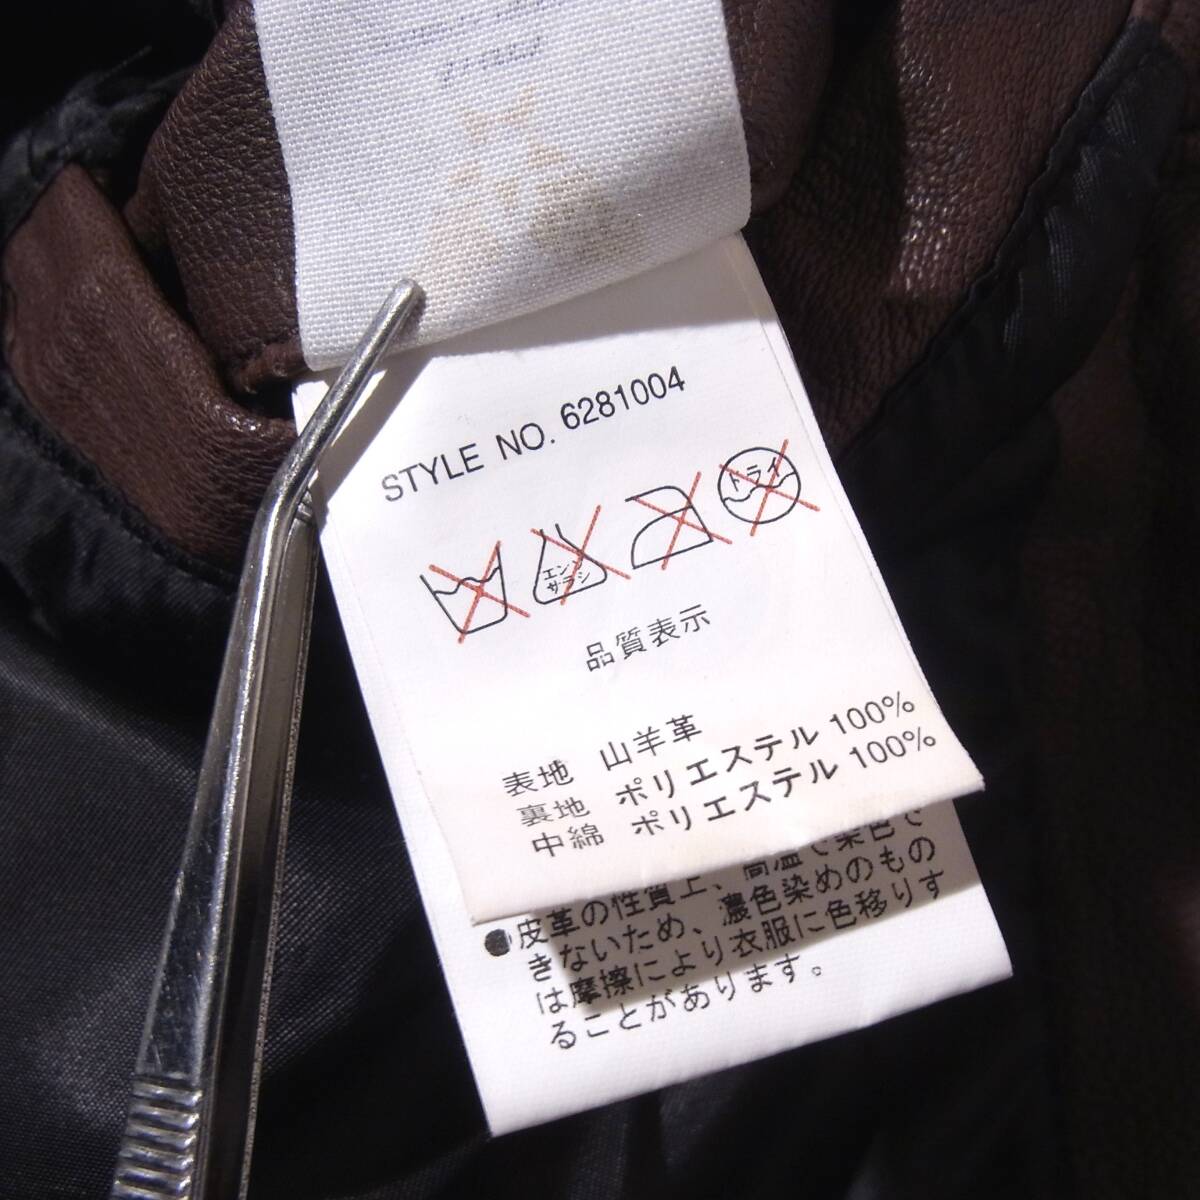 STYLE NO. 6281004
エンソ
サラシ
ドライ
品質表示
表地 山羊革
裏地 ポリエステル 100%
中綿 ポリエステル 100%
●皮革の性質上、高温で染色で
きないため、濃色染めのもの
は摩擦により衣服に色移りす
ることがあります。